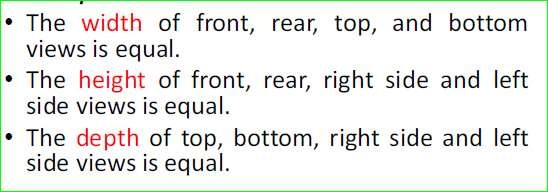 • The width of front, rear, top, and bottom
views is equal.
• The height of front, rear, right side and left
side views is equal.
• The depth of top, bottom, right side and left
side views is equal.